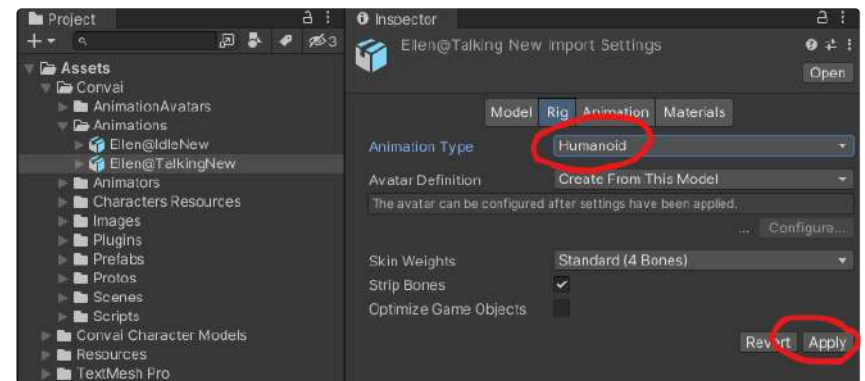 Project
3
Assets
Convai
AnimationAvatars
Animations
Ellen@IdleNew
Ellen@TalkingNew
Animators
Characters Resources
Images
Plugins
Prefabs
Protos
Scenes
Scripts
Convai Character Models
Resources
TextMesh Pro
Inspector
Ellen@Talking New Import Settings
Open
Model Rig Animation Materials
Animation Type Humanoid
Avatar Definition Create From This Model
The avatar can be configured after settings have been applied.
... Configure...
Skin Weights Standard (4 Bones)
Strip Bones
Optimize Game Objects
Revert Apply